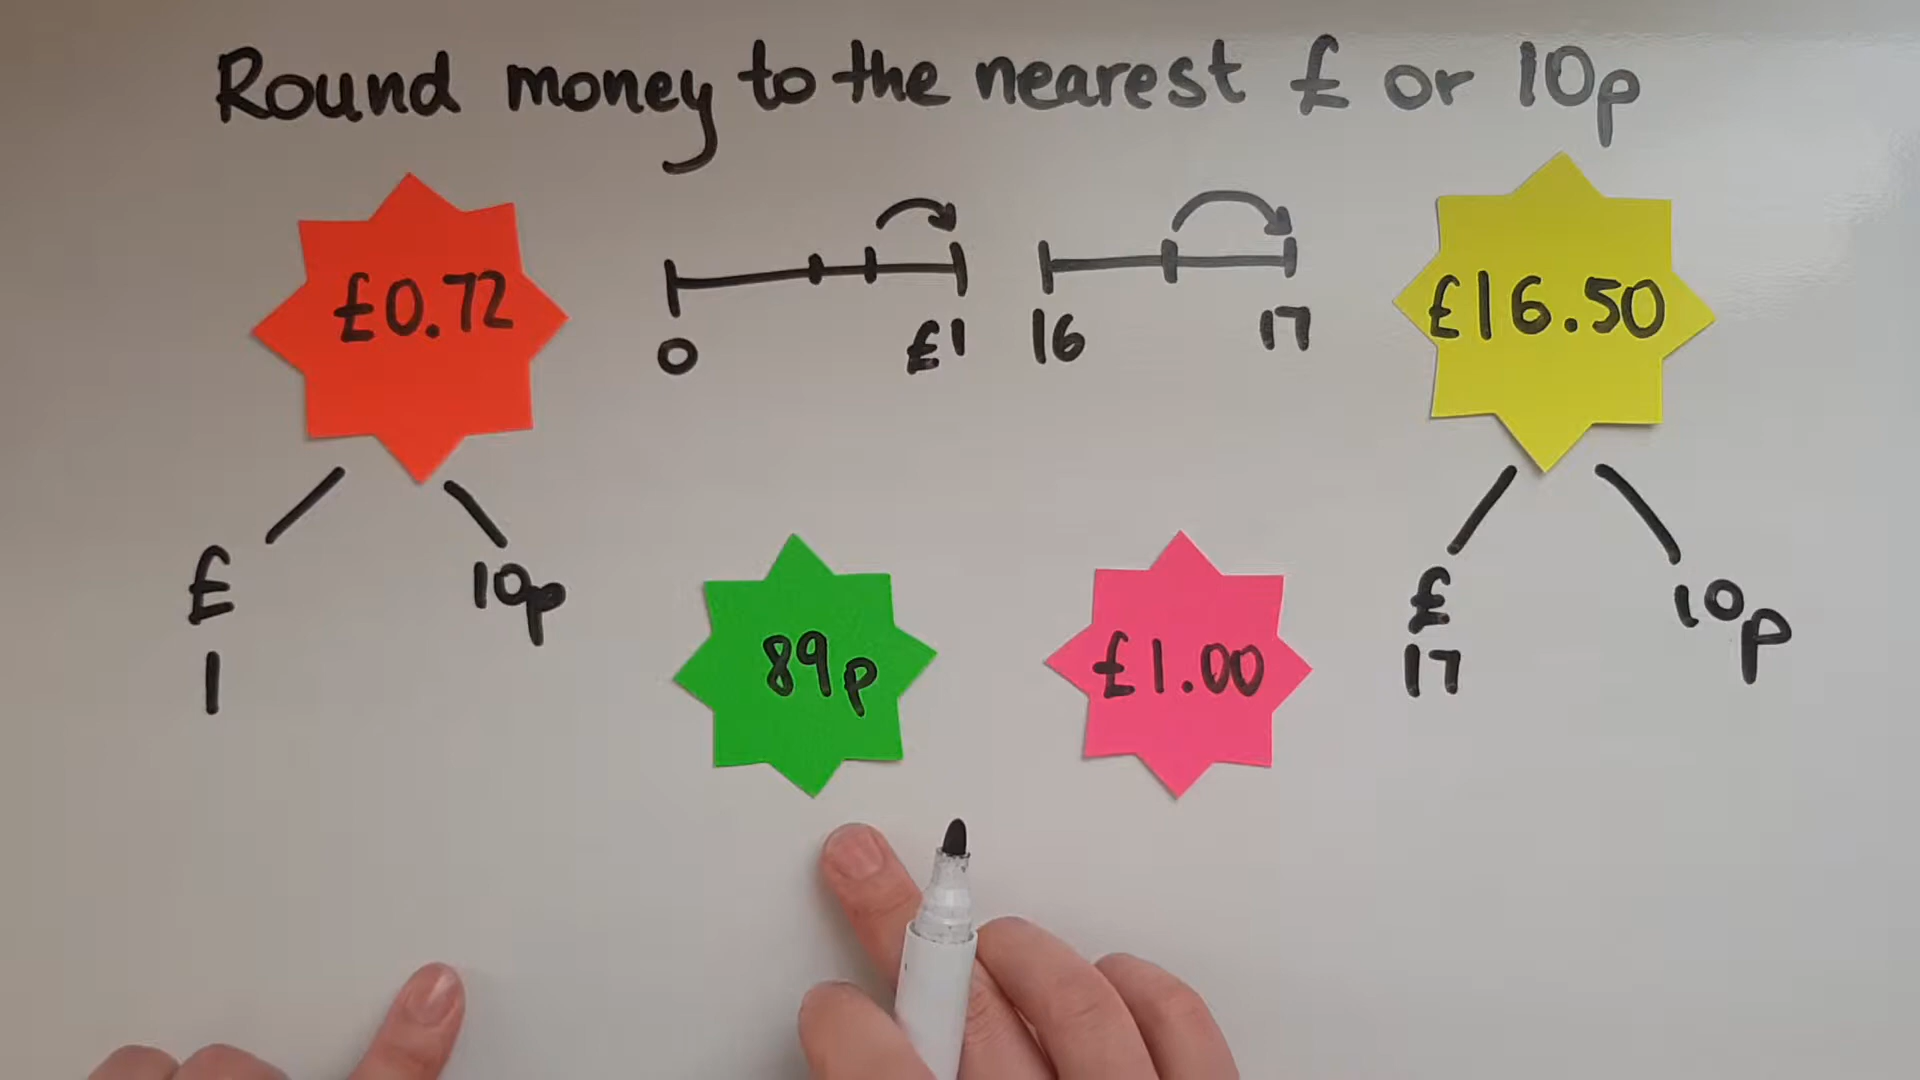 Round money to the nearest £ or 10p
£0.72
0
£1
16
17
£16.50
£
1
10p
89p
£1.00
£
17
10p